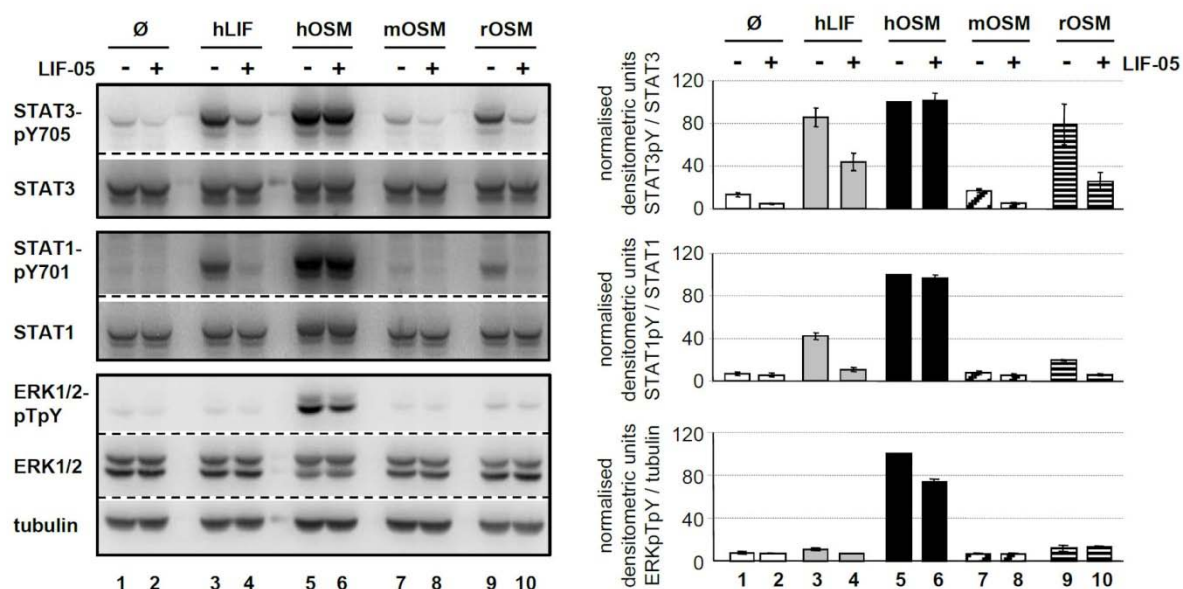 Ø hLIF hOSM mOSM rOSM
LIF-05 - + - + - + - + - +
STAT3-
pY705
STAT3
STAT1-
pY701
STAT1
ERK1/2-
pTpY
ERK1/2
tubulin
1 2 3 4 5 6 7 8 9 10
Ø hLIF hOSM mOSM rOSM
- + - + - + - + - + LIF-05
normalised
densitometric units
STAT3pY / STAT3
120
80
40
0
normalised
densitometric units
STAT1pY / STAT1
120
80
40
0
normalised
densitometric units
ERKpTpY / tubulin
120
80
40
0
1 2 3 4 5 6 7 8 9 10